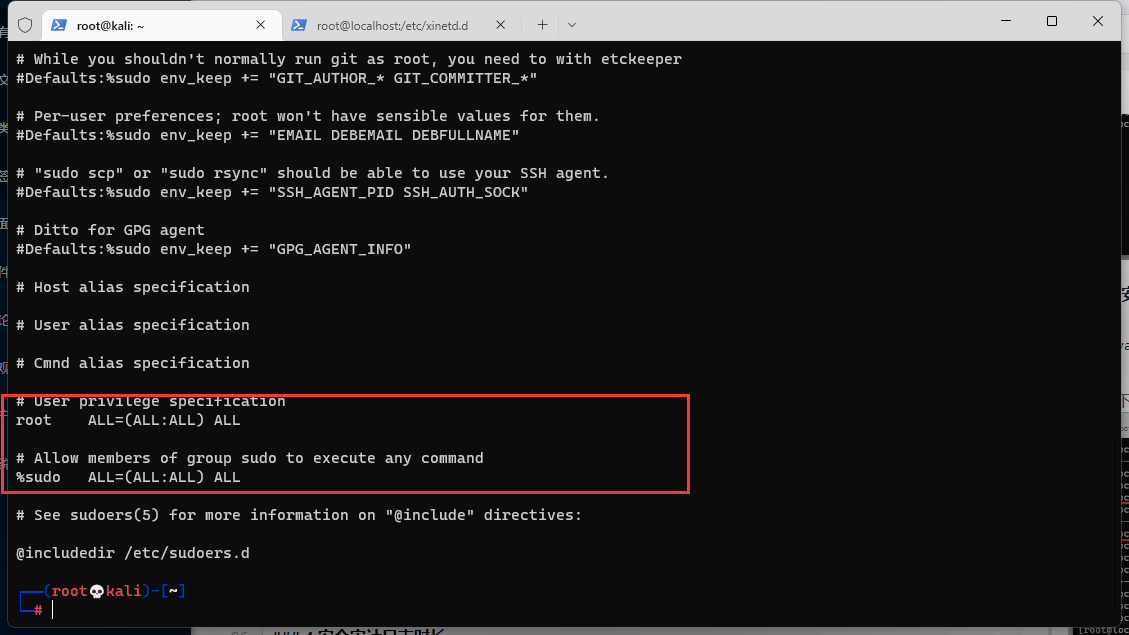 root@kali: ~
root@localhost:/etc/xinetd.d
# While you shouldn't normally run git as root, you need to with etckeeper
#Defaults:%sudo env_keep += "GIT_AUTHOR_* GIT_COMMITTER_*"
# Per-user preferences; root won't have sensible values for them.
#Defaults:%sudo env_keep += "EMAIL DEBEMAIL DEBFULLNAME"
# "sudo scp" or "sudo rsync" should be able to use your SSH agent.
#Defaults:%sudo env_keep += "SSH_AGENT_PID SSH_AUTH_SOCK"
# Ditto for GPG agent
#Defaults:%sudo env_keep += "GPG_AGENT_INFO"
# Host alias specification
# User alias specification
# Cmnd alias specification
# User privilege specification
root    ALL=(ALL:ALL) ALL
# Allow members of group sudo to execute any command
%sudo   ALL=(ALL:ALL) ALL
# See sudoers(5) for more information on "@include" directives:
@includedir /etc/sudoers.d
┌──(root💀kali)-[~]
└─#